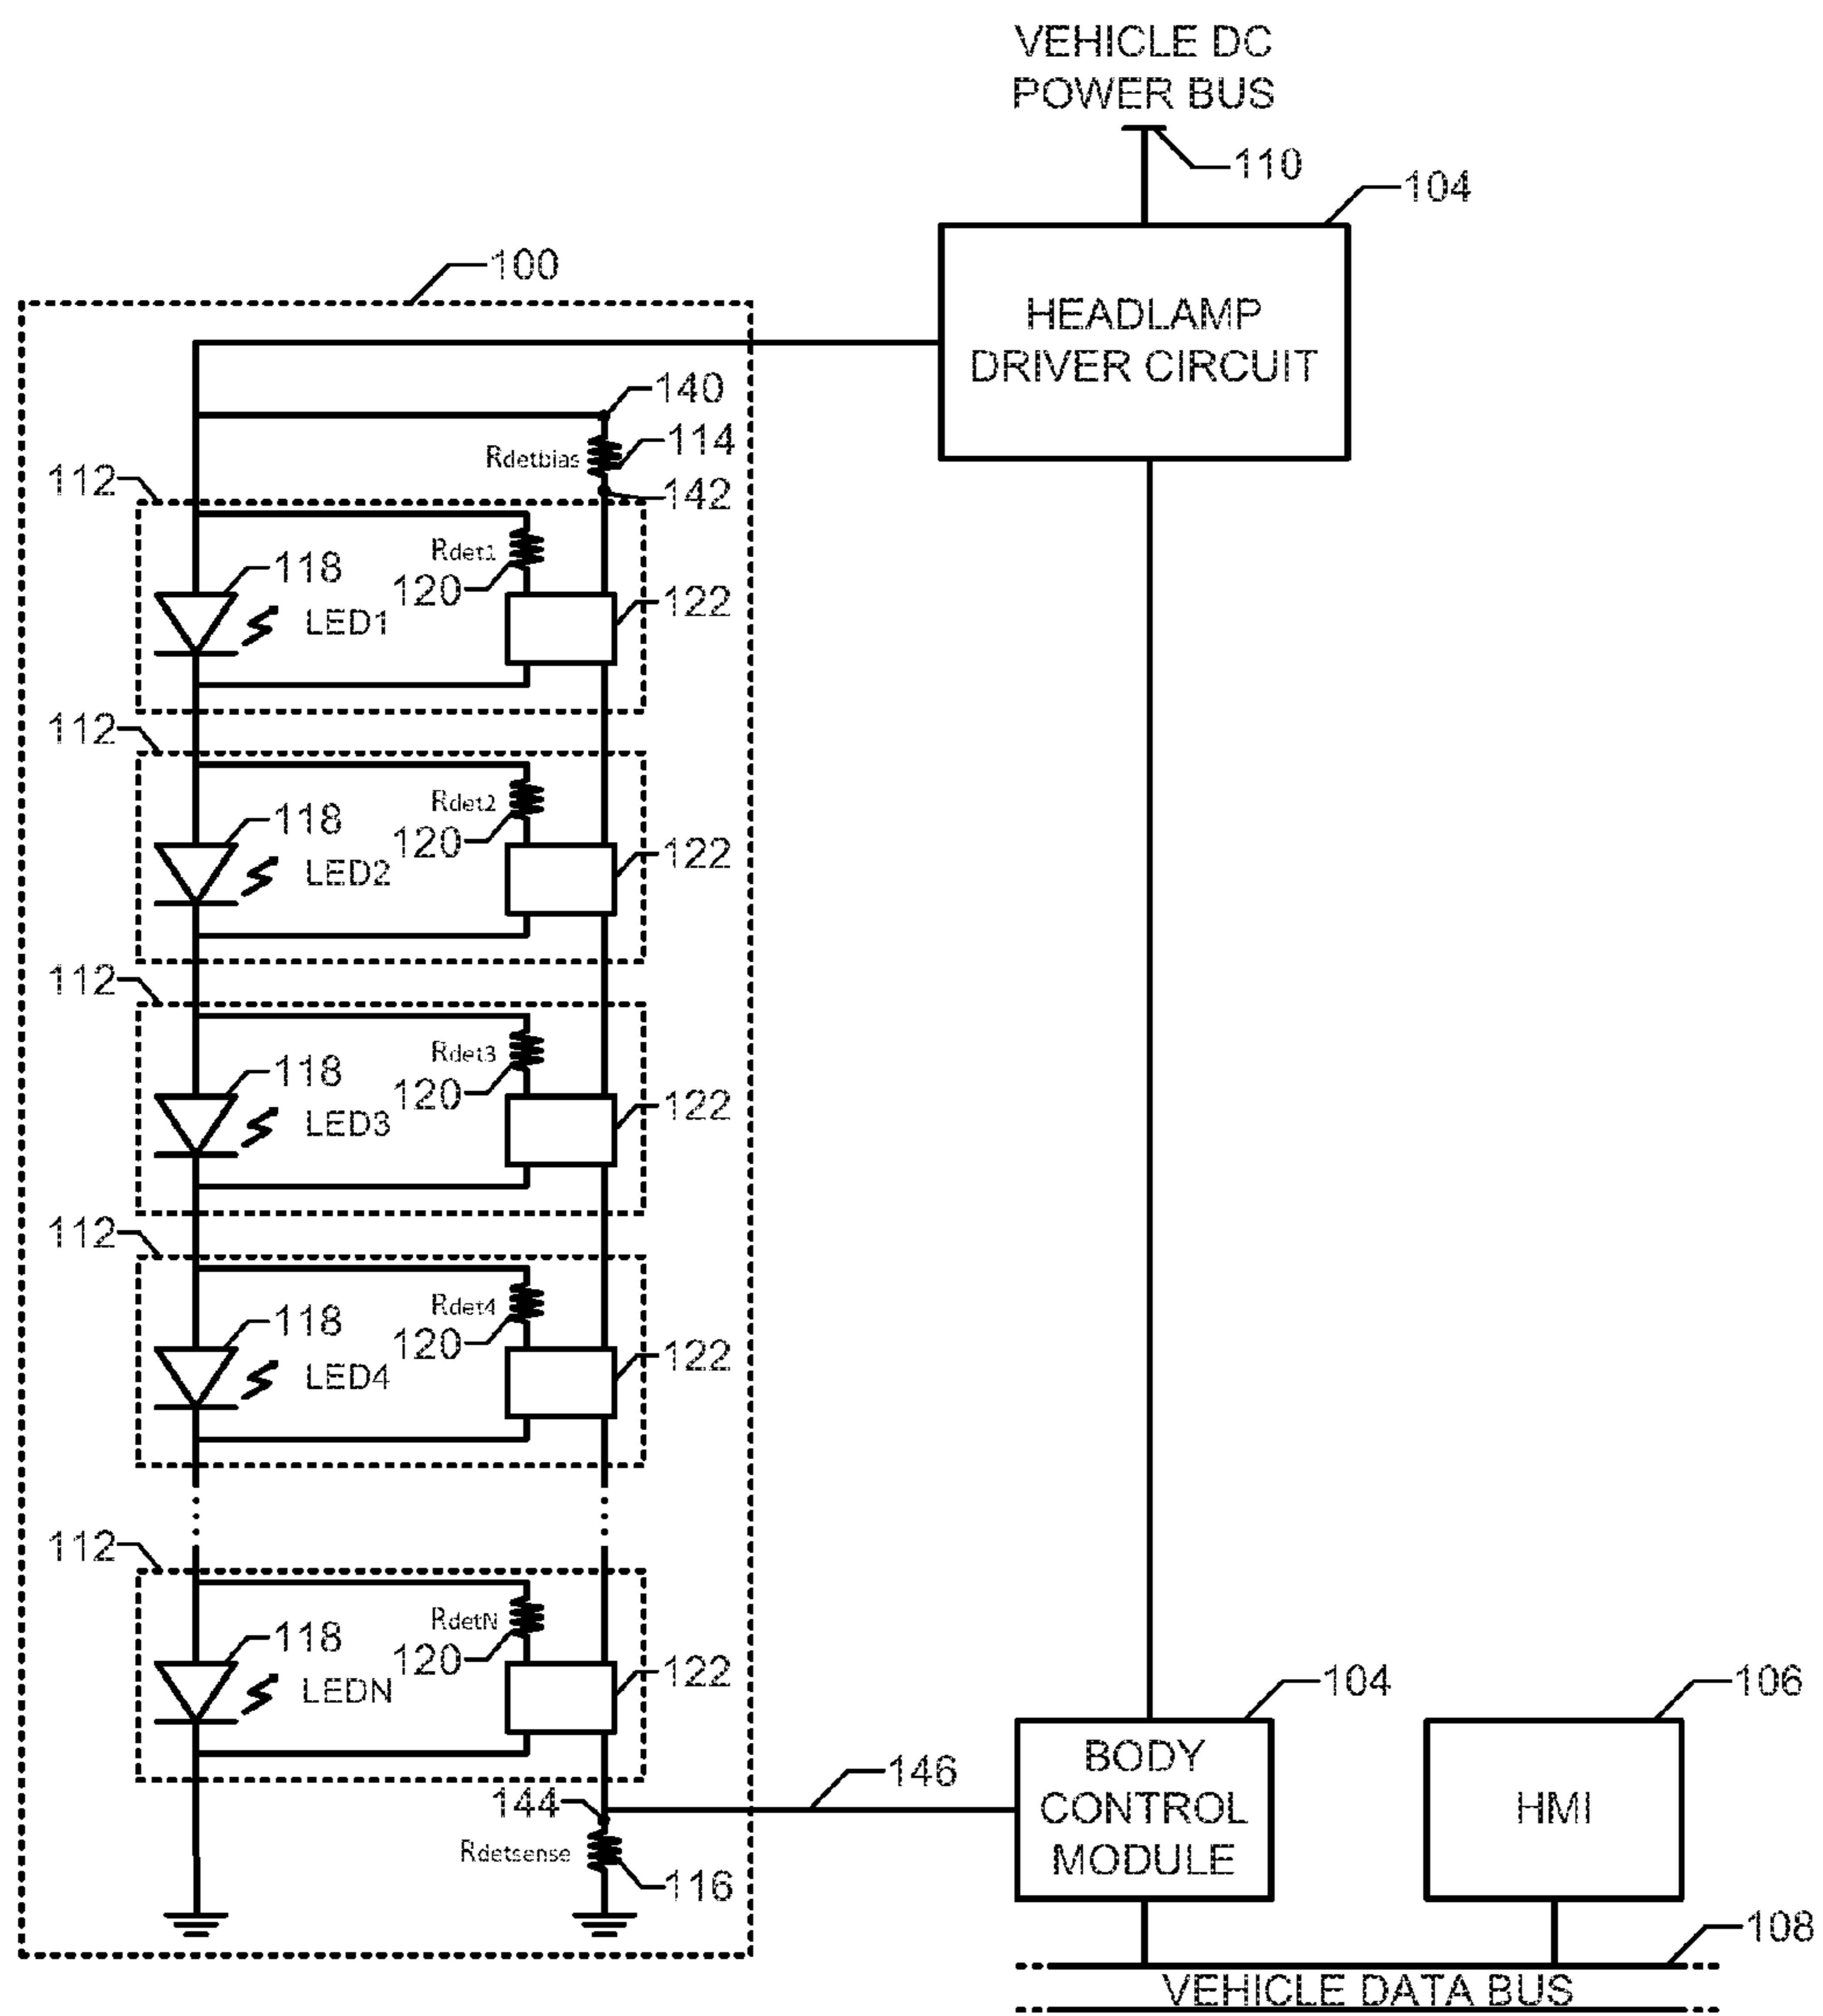 VEHICLE DC
POWER BUS
110
104
100
HEADLAMP
DRIVER CIRCUIT
140
Rdetbias
114
142
112
Rdet1
118
120
LED1
122
112
Rdet2
118
120
LED2
122
112
Rdet3
118
120
LED3
122
112
Rdet4
118
120
LED4
122
112
RdetN
118
120
LEDN
122
104
106
BODY
CONTROL
MODULE
HMI
146
144
Rdetsense
116
108
VEHICLE DATA BUS